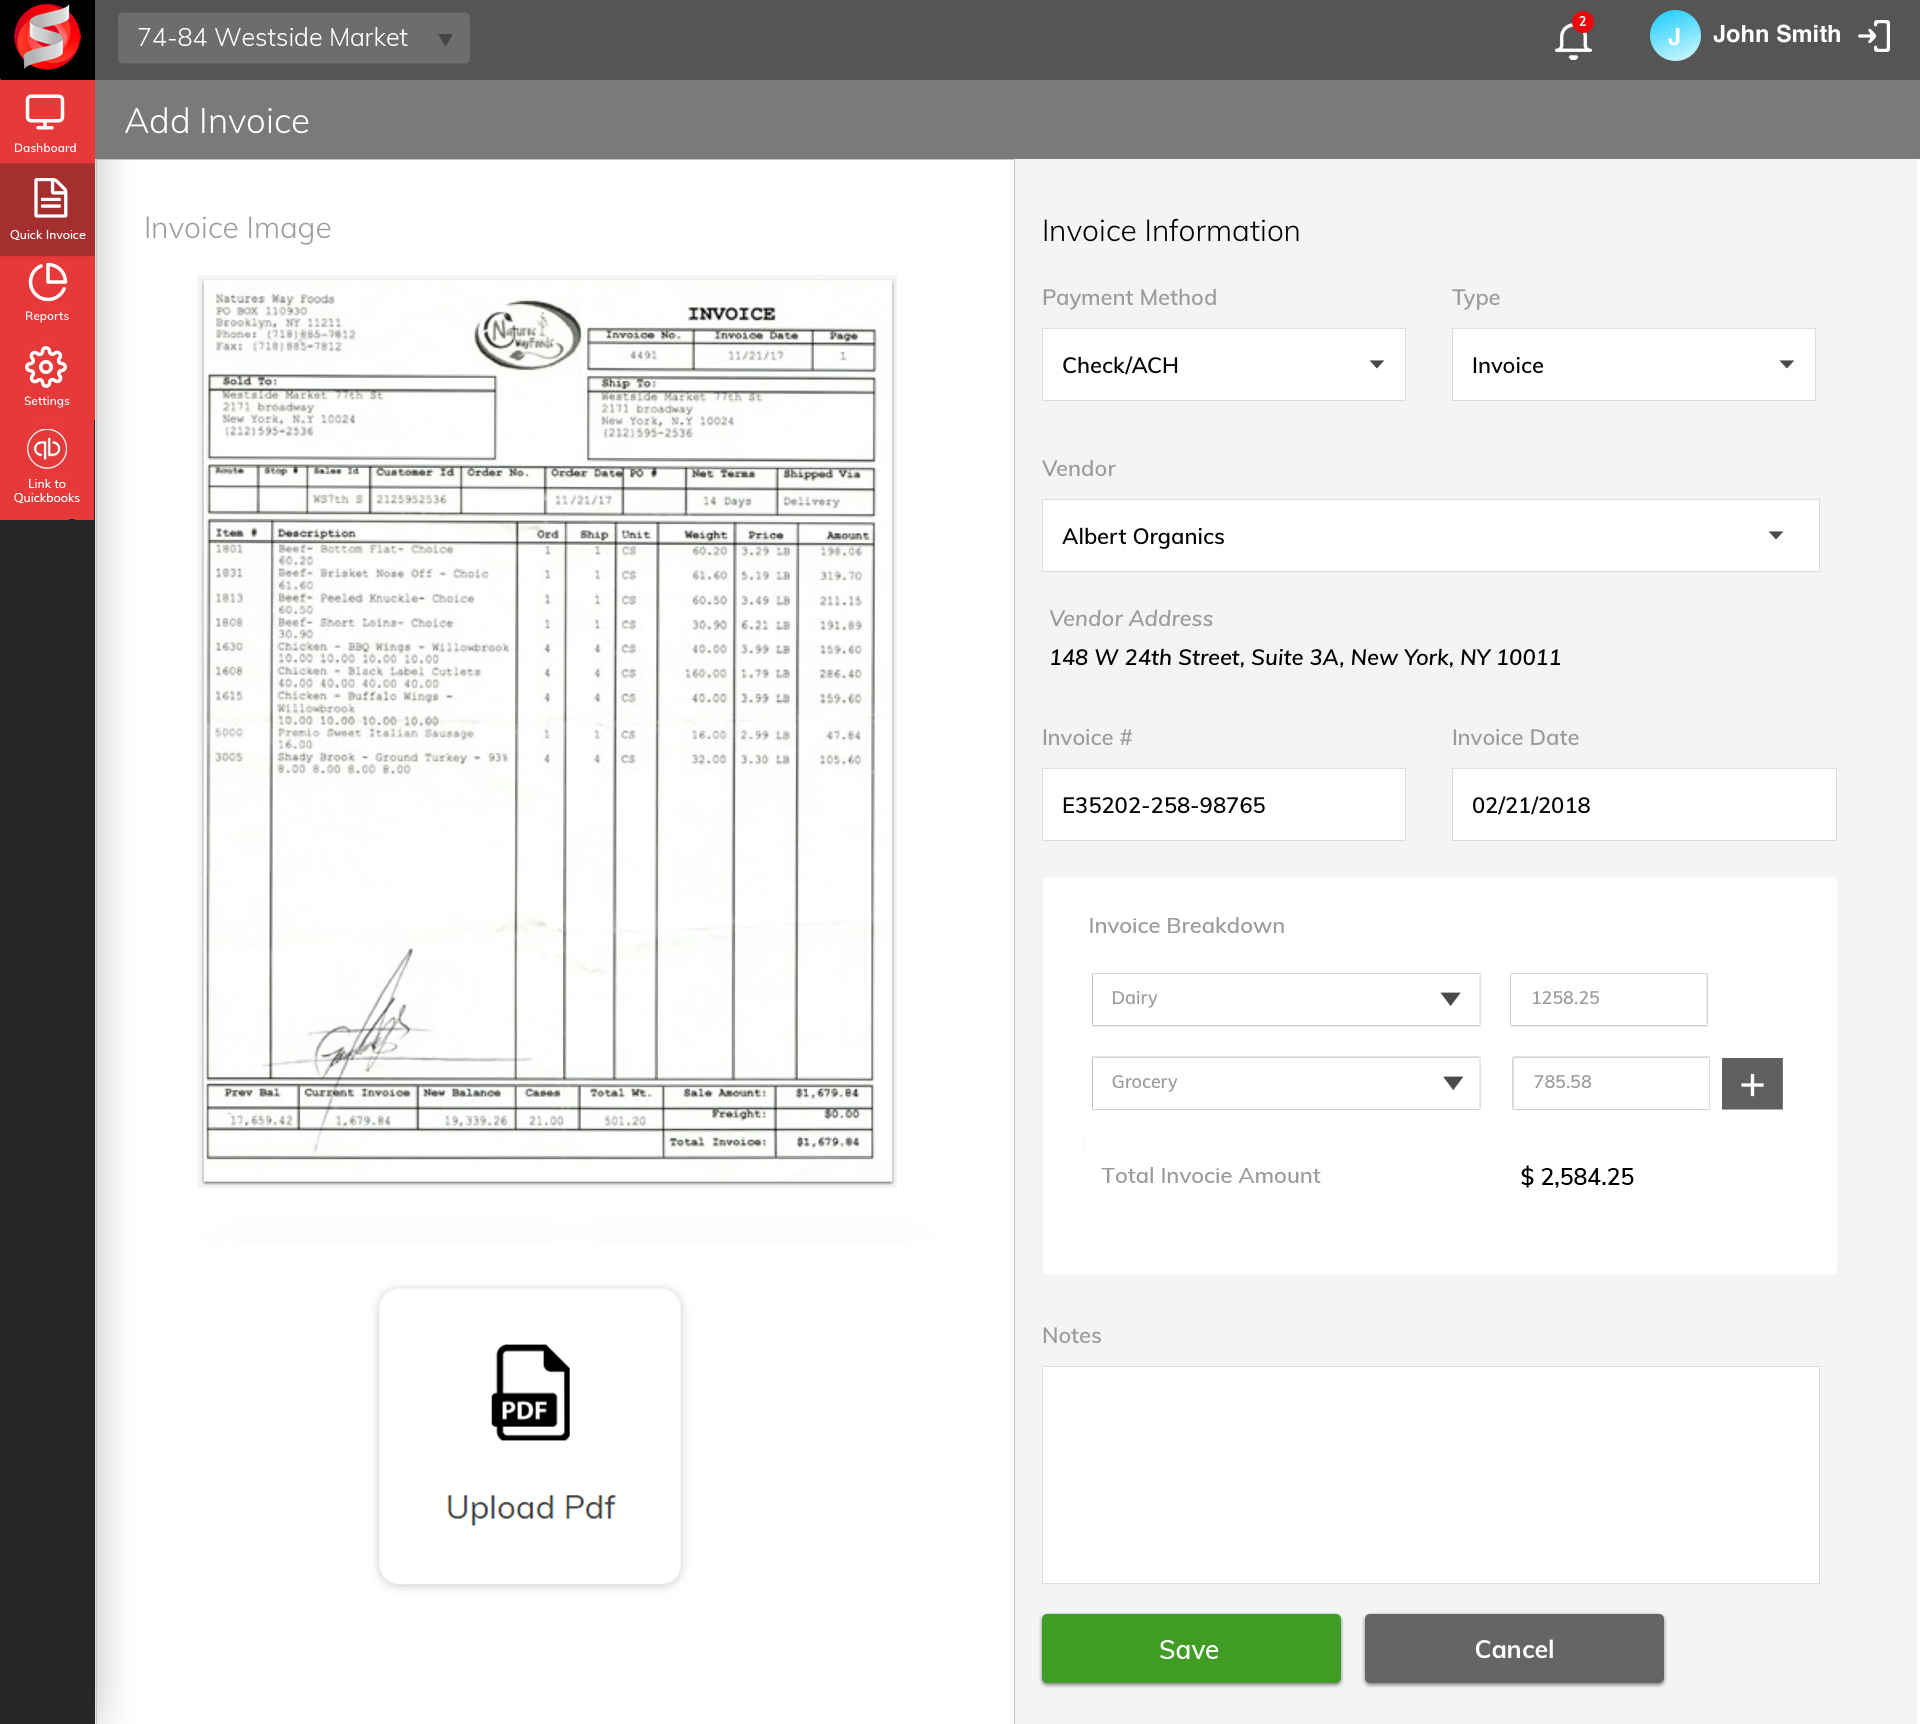 74-84 Westside Market
2
J
John Smith
Add Invoice
Dashboard
Quick Invoice
Reports
Settings
Link to
Quickbooks
Invoice Image
Natures Way Foods
PO BOX 110930
Brooklyn, NY 11211
Phone: (718)855-7812
Fax: (718)885-7812
Natures
Way Foods
INVOICE
Invoice No. Invoice Date Page
4491 11/21/17 1
Sold To:
Westside Market 77th St
2171 broadway
New York, N.Y 10024
(212)595-2536
Ship To:
Westside Market 77th St
2171 broadway
New York, N.Y 10024
(212)595-2536
Route Stop # Sales Id Customer Id Order No. Order Date PO # Net Terms Shipped Via
WS7th S 2125952536 11/21/17 14 Days Delivery
Item # Description Ord Ship Unit Weight Price Amount
1801 Beef- Bottom Flat- Choice 1 1 CS 60.20 3.29 LB 198.06
60.20
1831 Beef- Brisket Nose Off - Choic 1 1 CS 61.60 5.19 LB 319.70
61.60
1813 Beef- Peeled Knuckle- Choice 1 1 CS 60.50 3.49 LB 211.15
60.50
1808 Beef- Short Loins- Choice 1 1 CS 30.90 6.21 LB 191.89
30.90
1630 Chicken - BBQ Wings - Willowbrook 4 4 CS 40.00 3.99 LB 159.60
10.00 10.00 10.00 10.00
1608 Chicken - Black Label Cutlets 4 4 CS 160.00 1.79 LB 286.40
40.00 40.00 40.00 40.00
1615 Chicken - Buffalo Wings - 4 4 CS 40.00 3.99 LB 159.60
Willowbrook
10.00 10.00 10.00 10.00
5000 Premio Sweet Italian Sausage 1 1 CS 16.00 2.99 LB 47.84
16.00
3005 Shady Brook - Ground Turkey - 93% 4 4 CS 32.00 3.30 LB 105.60
8.00 8.00 8.00 8.00
Prev Bal Current Invoice New Balance Cases Total Wt. Sale Amount: $1,679.84
17,659.42 1,679.84 19,339.26 21.00 501.20 Freight: $0.00
Total Invoice: $1,679.84
PDF
Upload Pdf
Invoice Information
Payment Method Type
Check/ACH Invoice
Vendor
Albert Organics
Vendor Address
148 W 24th Street, Suite 3A, New York, NY 10011
Invoice # Invoice Date
E35202-258-98765 02/21/2018
Invoice Breakdown
Dairy 1258.25
Grocery 785.58
+
Total Invocie Amount $ 2,584.25
Notes
Save Cancel